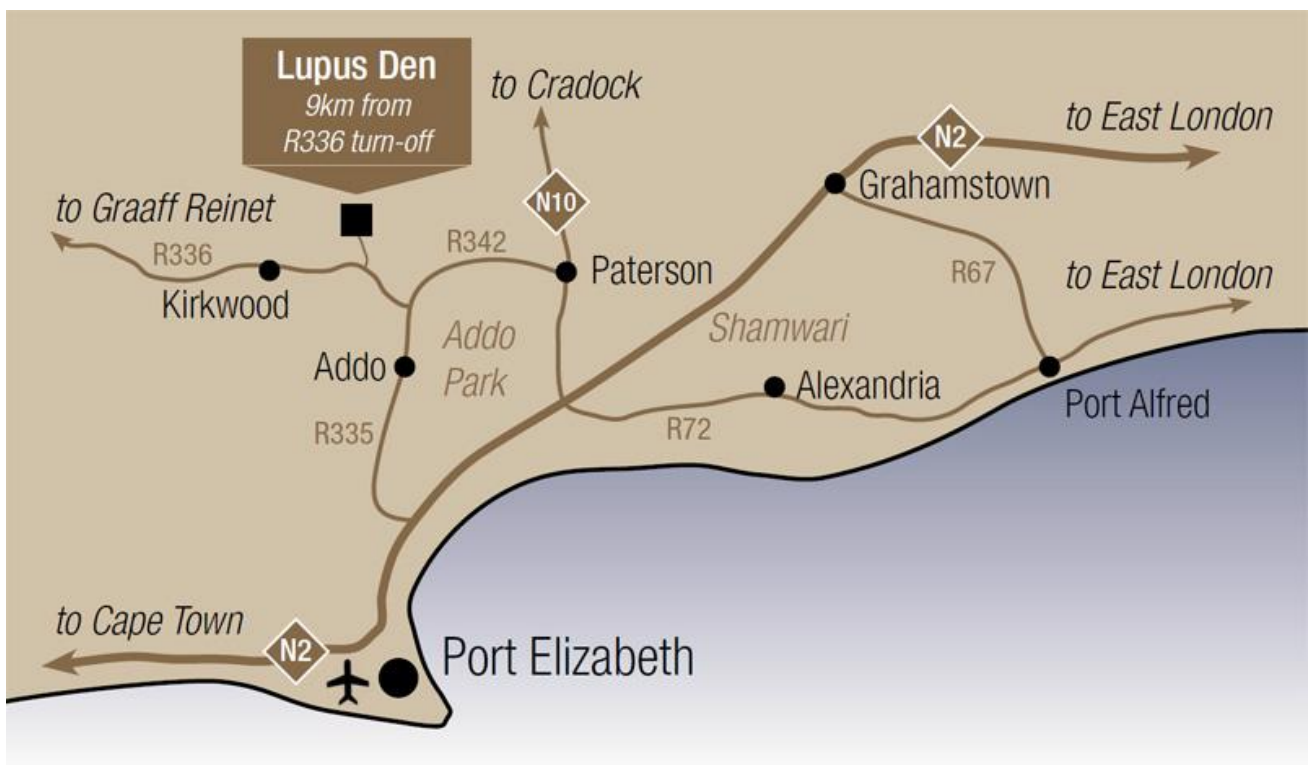 Lupus Den
9km from
R336 turn-off
to Cradock
N2
to East London
Grahamstown
N10
to Graaff Reinet
R336
R342
Paterson
Kirkwood
R67
to East London
Addo
Park
Shamwari
Addo
Alexandria
Port Alfred
R335
R72
to Cape Town
N2
Port Elizabeth